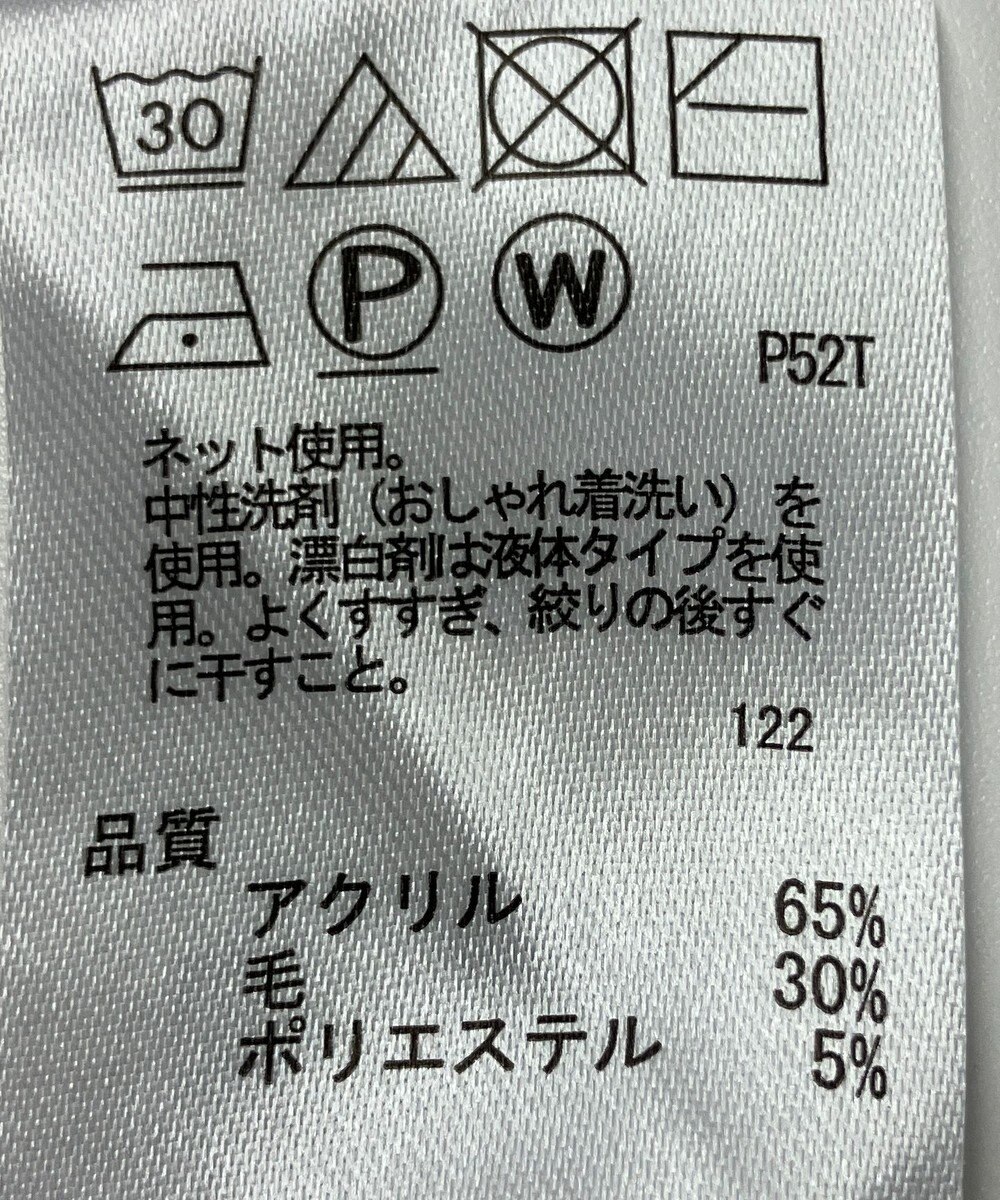 30
P W
P52T
ネット使用。
中性洗剤（おしゃれ着洗い）を
使用。漂白剤は液体タイプを使
用。よくすすぎ、絞りの後すぐ
に干すこと。
122
品質
アクリル 65%
毛 30%
ポリエステル 5%